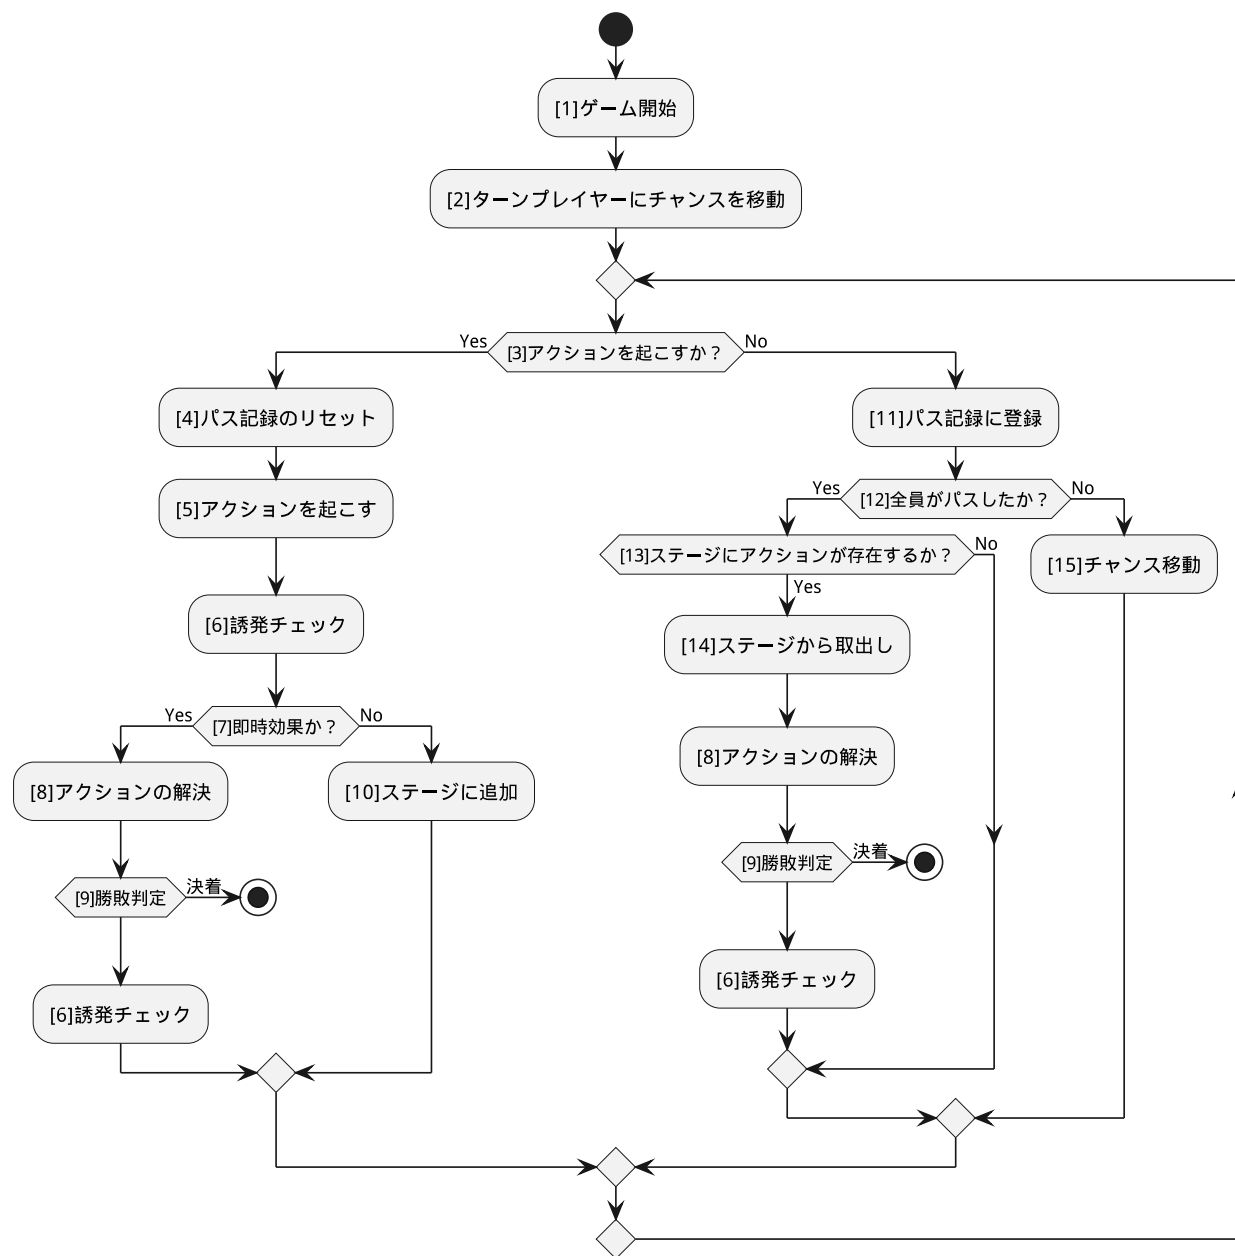 [1]ゲーム開始
[2]ターンプレイヤーにチャンスを移動
Yes
[3]アクションを起こすか?
No
[4]パス記録のリセット
[5]アクションを起こす
[6]誘発チェック
Yes
[7]即時効果か?
No
[8]アクションの解決
[9]勝敗判定
決着
[6]誘発チェック
[10]ステージに追加
[11]パス記録に登録
Yes
[12]全員がパスしたか?
No
[13]ステージにアクションが存在するか?
No
Yes
[14]ステージから取出し
[8]アクションの解決
[9]勝敗判定
決着
[6]誘発チェック
[15]チャンス移動